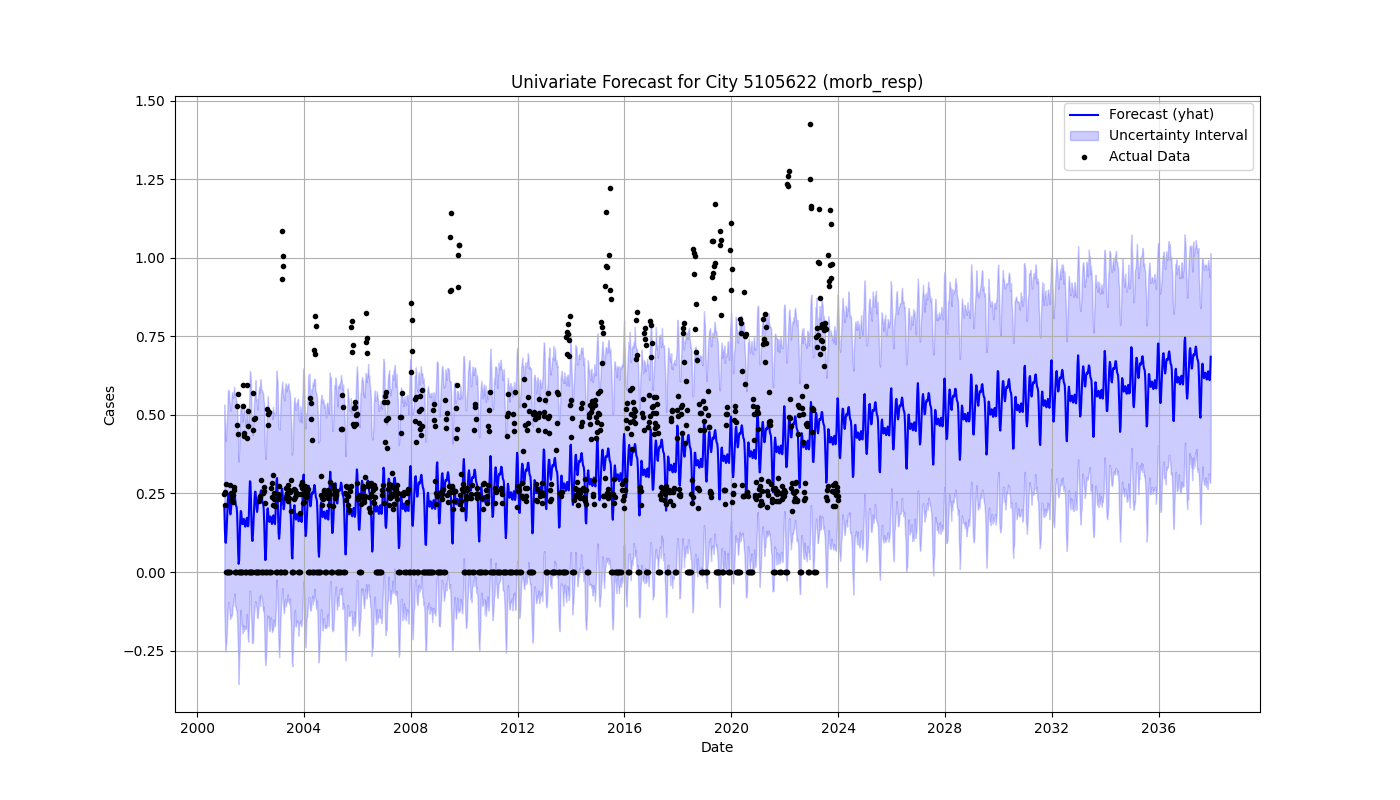 Univariate Forecast for City 5105622 (morb_resp)
Forecast (yhat)
Uncertainty Interval
Actual Data
Cases
1.50
1.25
1.00
0.75
0.50
0.25
0.00
−0.25
2000 2004 2008 2012 2016 2020 2024 2028 2032 2036
Date